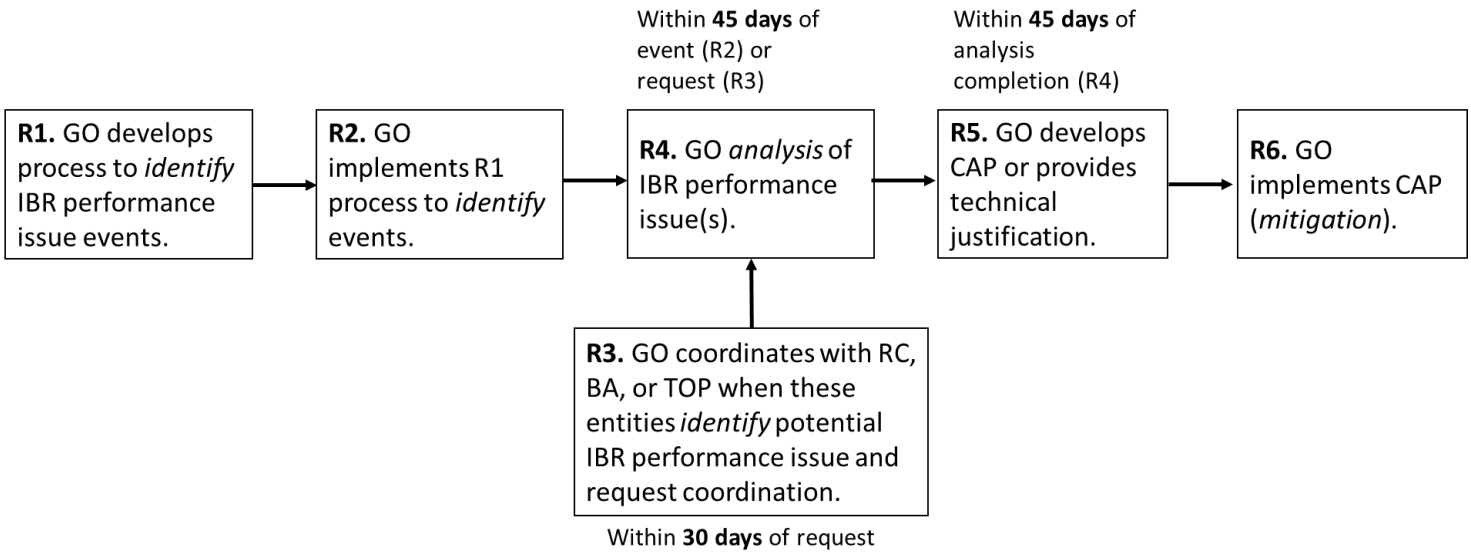 Within 45 days of
event (R2) or
request (R3)
Within 45 days of
analysis
completion (R4)
R1. GO develops
process to identify
IBR performance
issue events.
R2. GO
implements R1
process to identify
events.
R4. GO analysis of
IBR performance
issue(s).
R5. GO develops
CAP or provides
technical
justification.
R6. GO
implements CAP
(mitigation).
R3. GO coordinates with RC,
BA, or TOP when these
entities identify potential
IBR performance issue and
request coordination.
Within 30 days of request